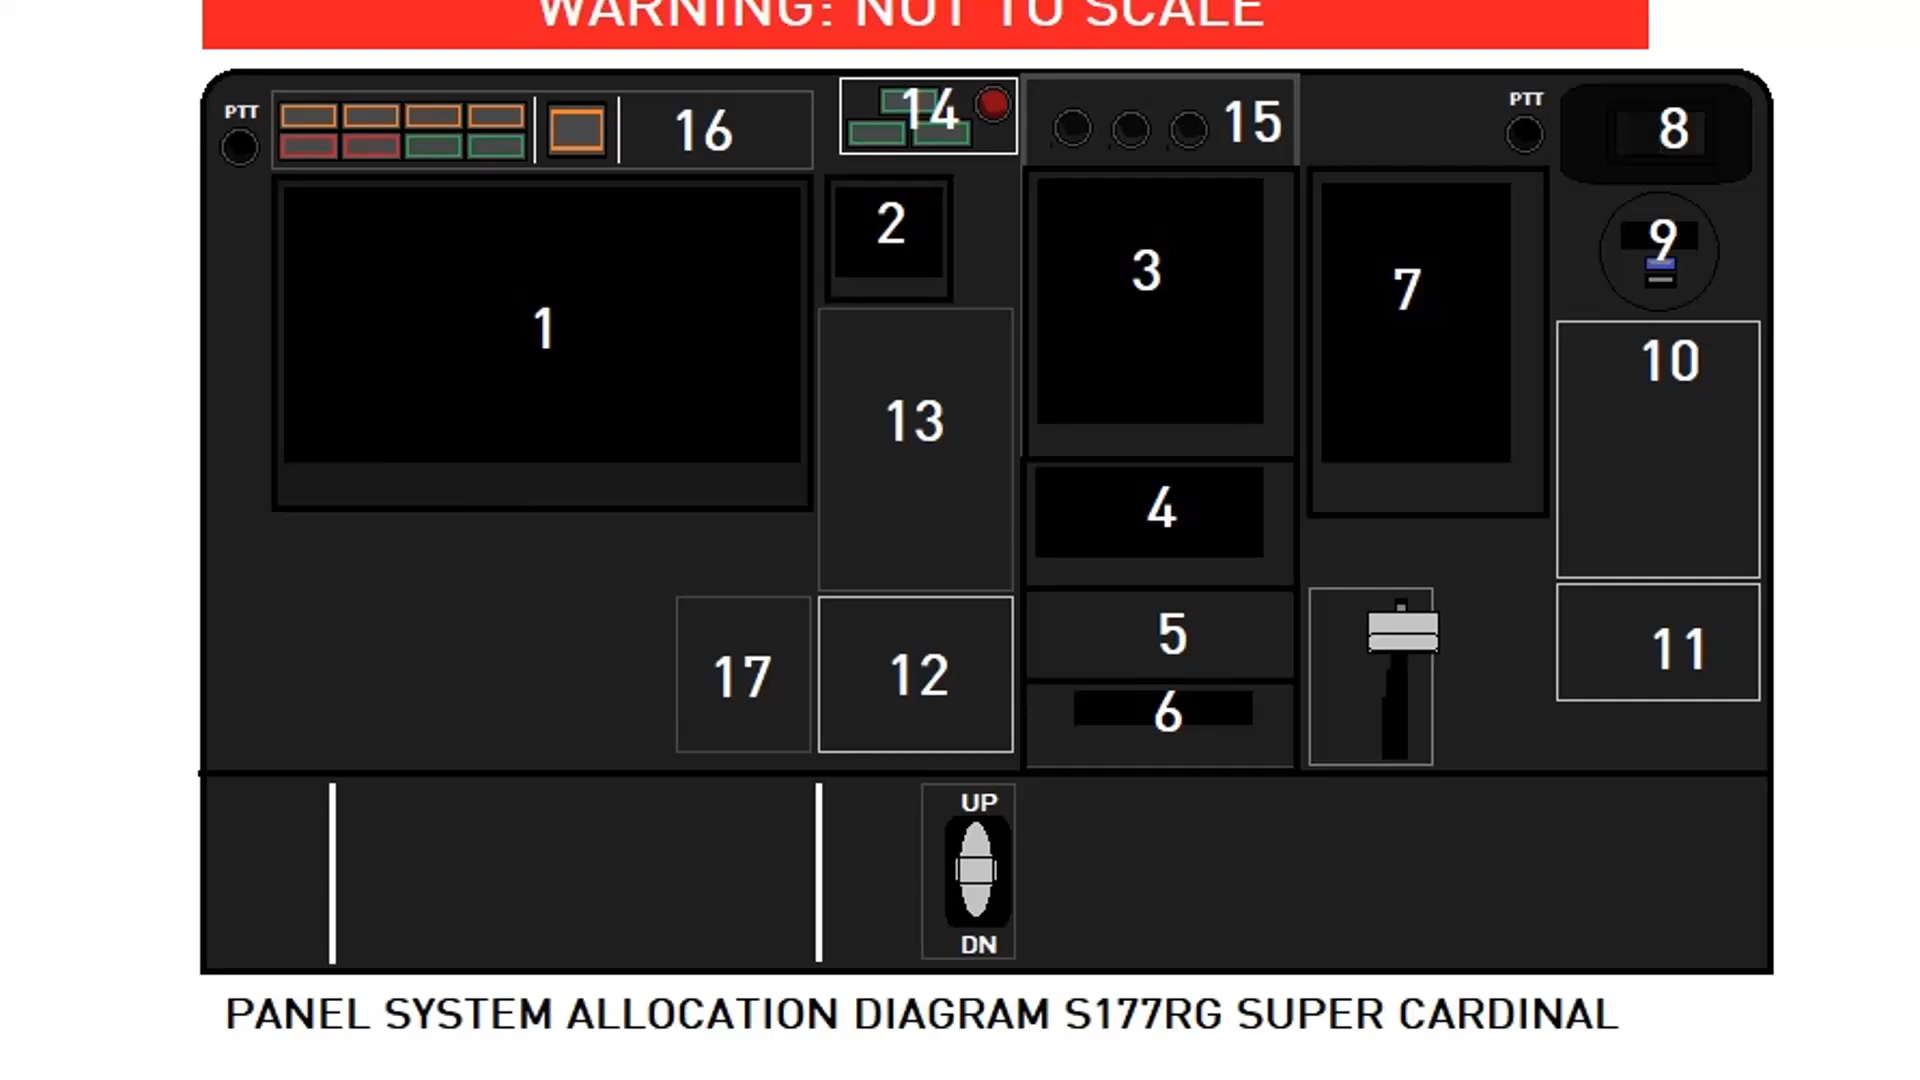 WARNING: NOT TO SCALE
PTT
16
14
15
PTT
8
2
9
3
7
1
10
13
4
5
11
17
12
6
UP
DN
PANEL SYSTEM ALLOCATION DIAGRAM S177RG SUPER CARDINAL